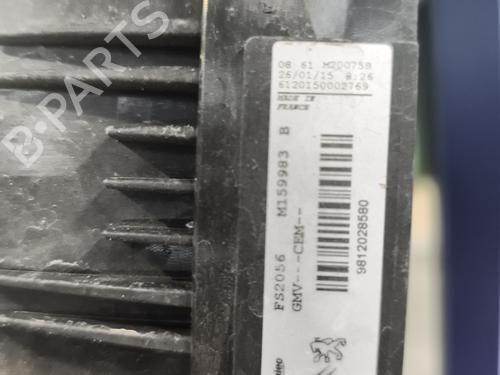 08 61 M200758
26/01/15 8:26
6120150002769
MADE IN
FRANCE
FS2056 M159983 B
GMV---CEM--
9812028580
B-PARTS